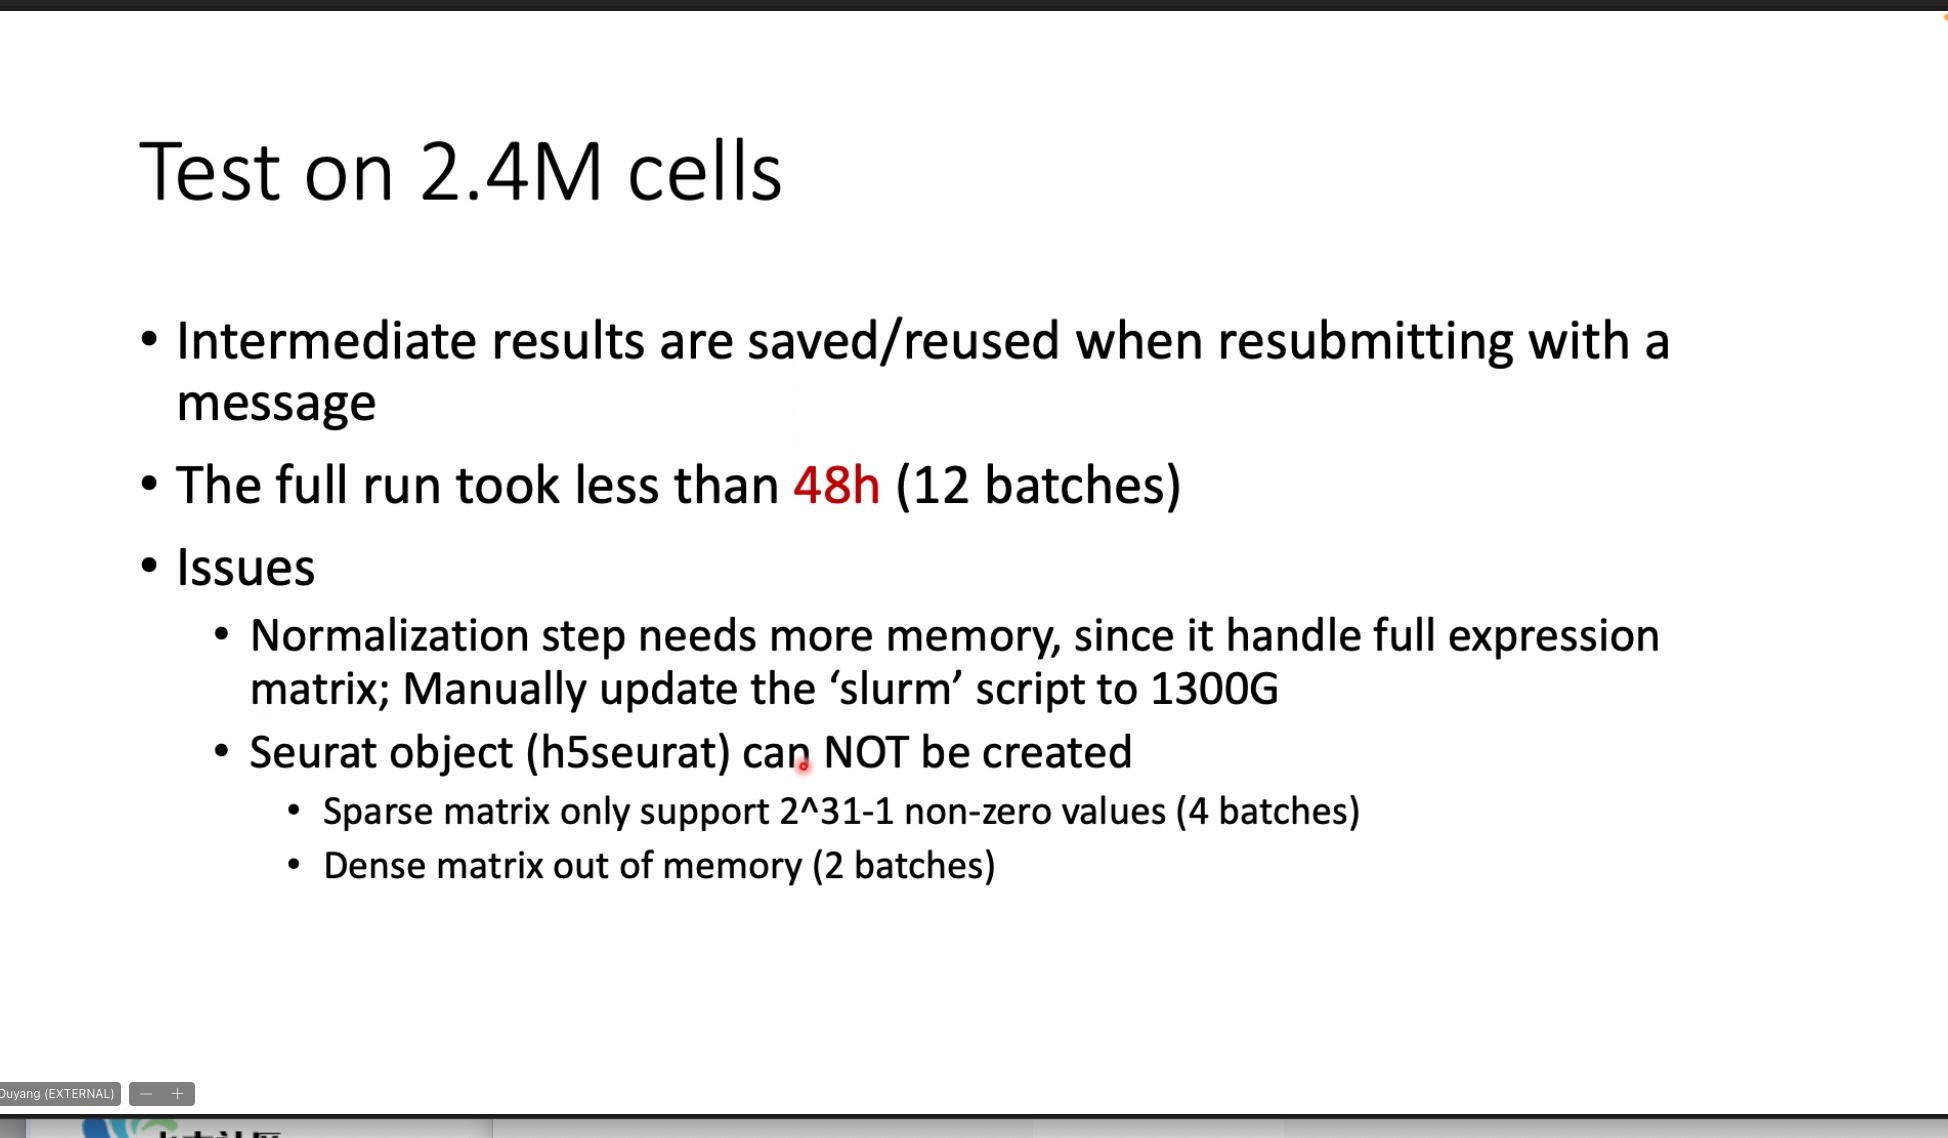 Test on 2.4M cells
• Intermediate results are saved/reused when resubmitting with a
message
• The full run took less than 48h (12 batches)
• Issues
• Normalization step needs more memory, since it handle full expression
matrix; Manually update the ‘slurm’ script to 1300G
• Seurat object (h5seurat) can NOT be created
• Sparse matrix only support 2^31-1 non-zero values (4 batches)
• Dense matrix out of memory (2 batches)
Ouyang (EXTERNAL)